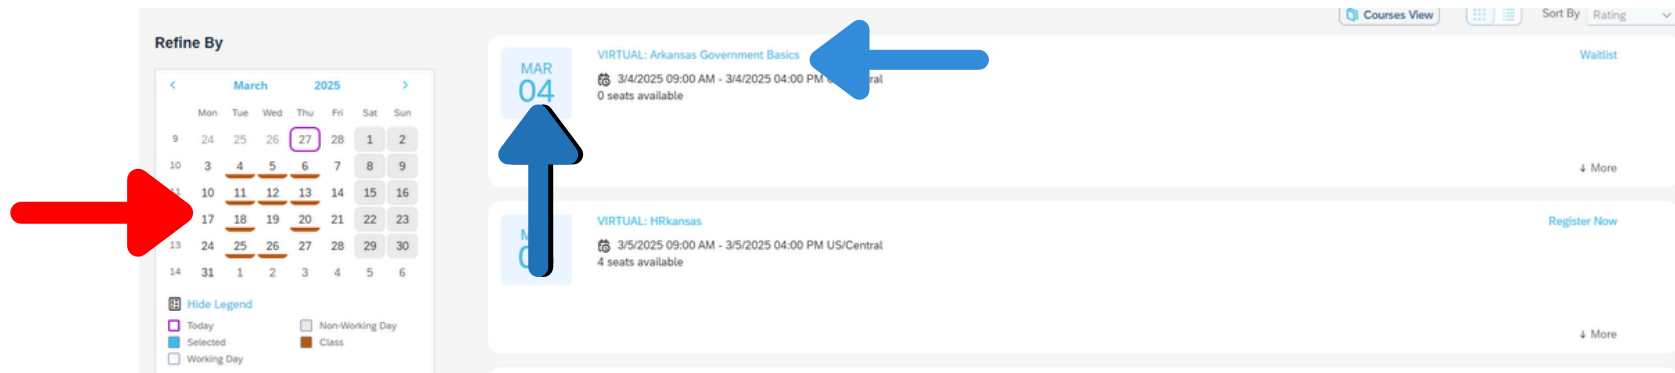 Courses View
Sort By Rating
Refine By
March 2025
Mon Tue Wed Thu Fri Sat Sun
9 24 25 26 27 28 1 2
10 3 4 5 6 7 8 9
10 11 12 13 14 15 16
17 18 19 20 21 22 23
13 24 25 26 27 28 29 30
14 31 1 2 3 4 5 6
Hide Legend
Today
Non-Working Day
Selected
Class
Working Day
MAR
04
VIRTUAL: Arkansas Government Basics
Waitlist
3/4/2025 09:00 AM - 3/4/2025 04:00 PM
0 seats available
More
VIRTUAL: HRkansas
Register Now
3/5/2025 09:00 AM - 3/5/2025 04:00 PM US/Central
4 seats available
More